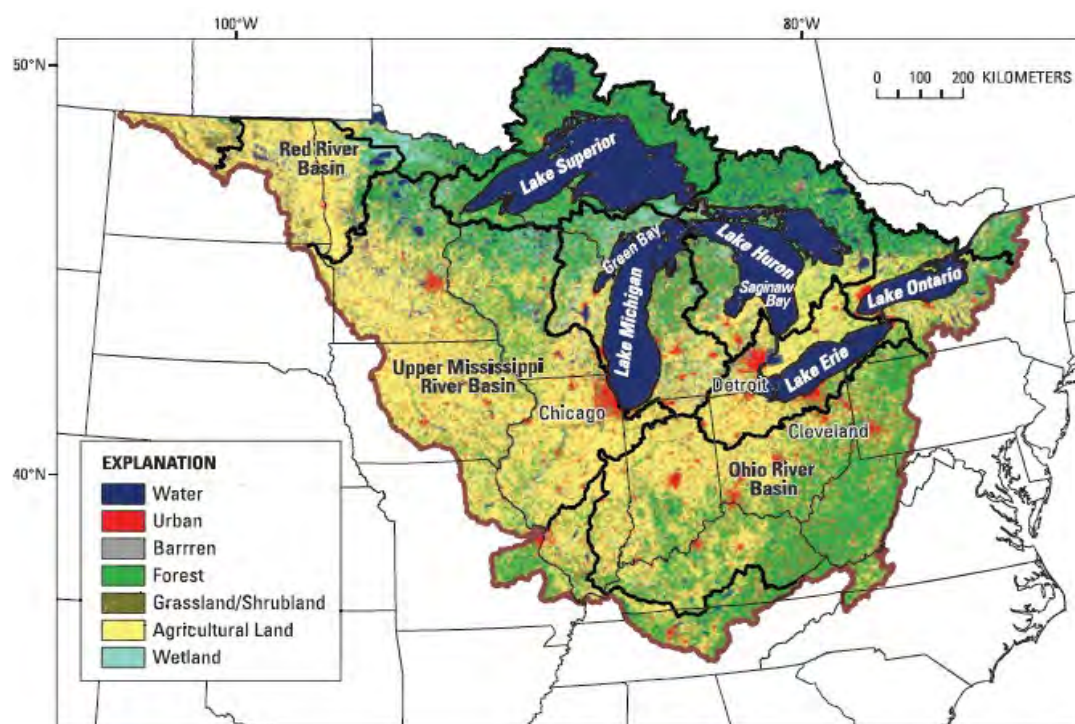 100°W
80°W
50°N
40°N
0 100 200 KILOMETERS
Red River
Basin
Lake Superior
Green Bay
Lake Huron
Saginaw
Bay
Lake Michigan
Lake Ontario
Lake Erie
Upper Mississippi
River Basin
Detroit
Chicago
Cleveland
Ohio River
Basin
EXPLANATION
Water
Urban
Barrren
Forest
Grassland/Shrubland
Agricultural Land
Wetland